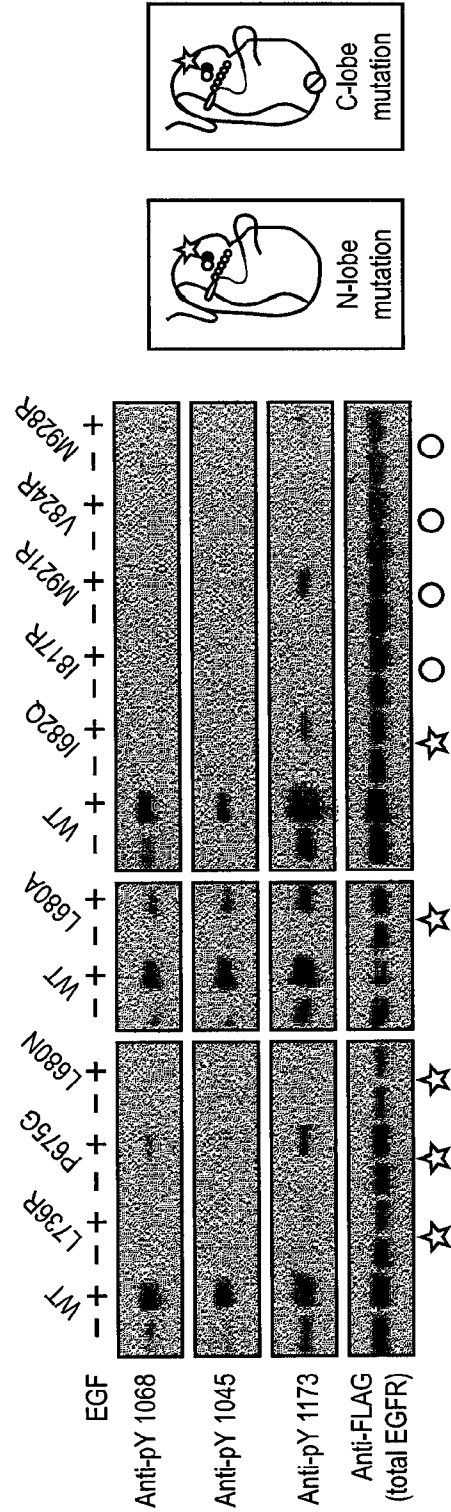 EGF − + − + − + − + − + − + − + − + − + − + − + − +
WT L736R P675G L680N WT L680A WT I682Q I817R M921R V824R M928R
Anti-pY 1068
Anti-pY 1045
Anti-pY 1173
Anti-FLAG
(total EGFR)
N-lobe
mutation
C-lobe
mutation